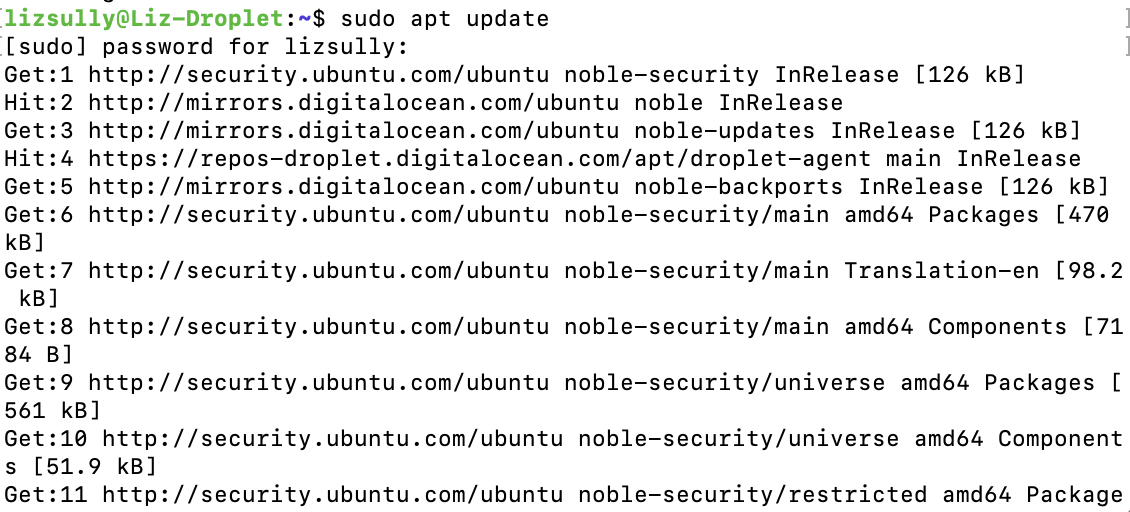 [lizsully@Liz-Droplet:~$ sudo apt update ]
[[sudo] password for lizsully: ]
Get:1 http://security.ubuntu.com/ubuntu noble-security InRelease [126 kB]
Hit:2 http://mirrors.digitalocean.com/ubuntu noble InRelease
Get:3 http://mirrors.digitalocean.com/ubuntu noble-updates InRelease [126 kB]
Hit:4 https://repos-droplet.digitalocean.com/apt/droplet-agent main InRelease
Get:5 http://mirrors.digitalocean.com/ubuntu noble-backports InRelease [126 kB]
Get:6 http://security.ubuntu.com/ubuntu noble-security/main amd64 Packages [470
kB]
Get:7 http://security.ubuntu.com/ubuntu noble-security/main Translation-en [98.2
 kB]
Get:8 http://security.ubuntu.com/ubuntu noble-security/main amd64 Components [71
84 B]
Get:9 http://security.ubuntu.com/ubuntu noble-security/universe amd64 Packages [
561 kB]
Get:10 http://security.ubuntu.com/ubuntu noble-security/universe amd64 Component
s [51.9 kB]
Get:11 http://security.ubuntu.com/ubuntu noble-security/restricted amd64 Package